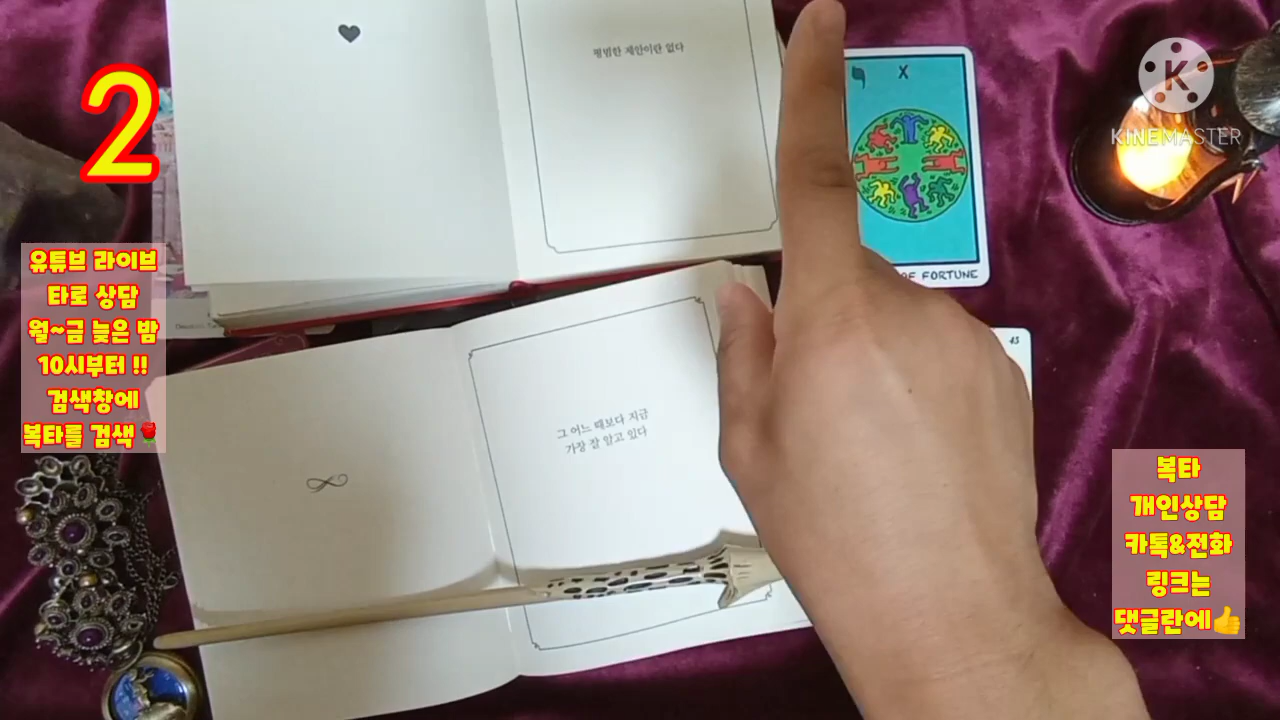 2
유튜브 라이브
타로 상담
월~금 늦은 밤
10시부터 !!
검색창에
복타를 검색🌹
평범한 제안이란 없다
X
OF FORTUNE
KINEMASTER
45
그 어느 때보다 지금
가장 잘 알고 있다
복타
개인상담
카톡&전화
링크는
댓글란에👍